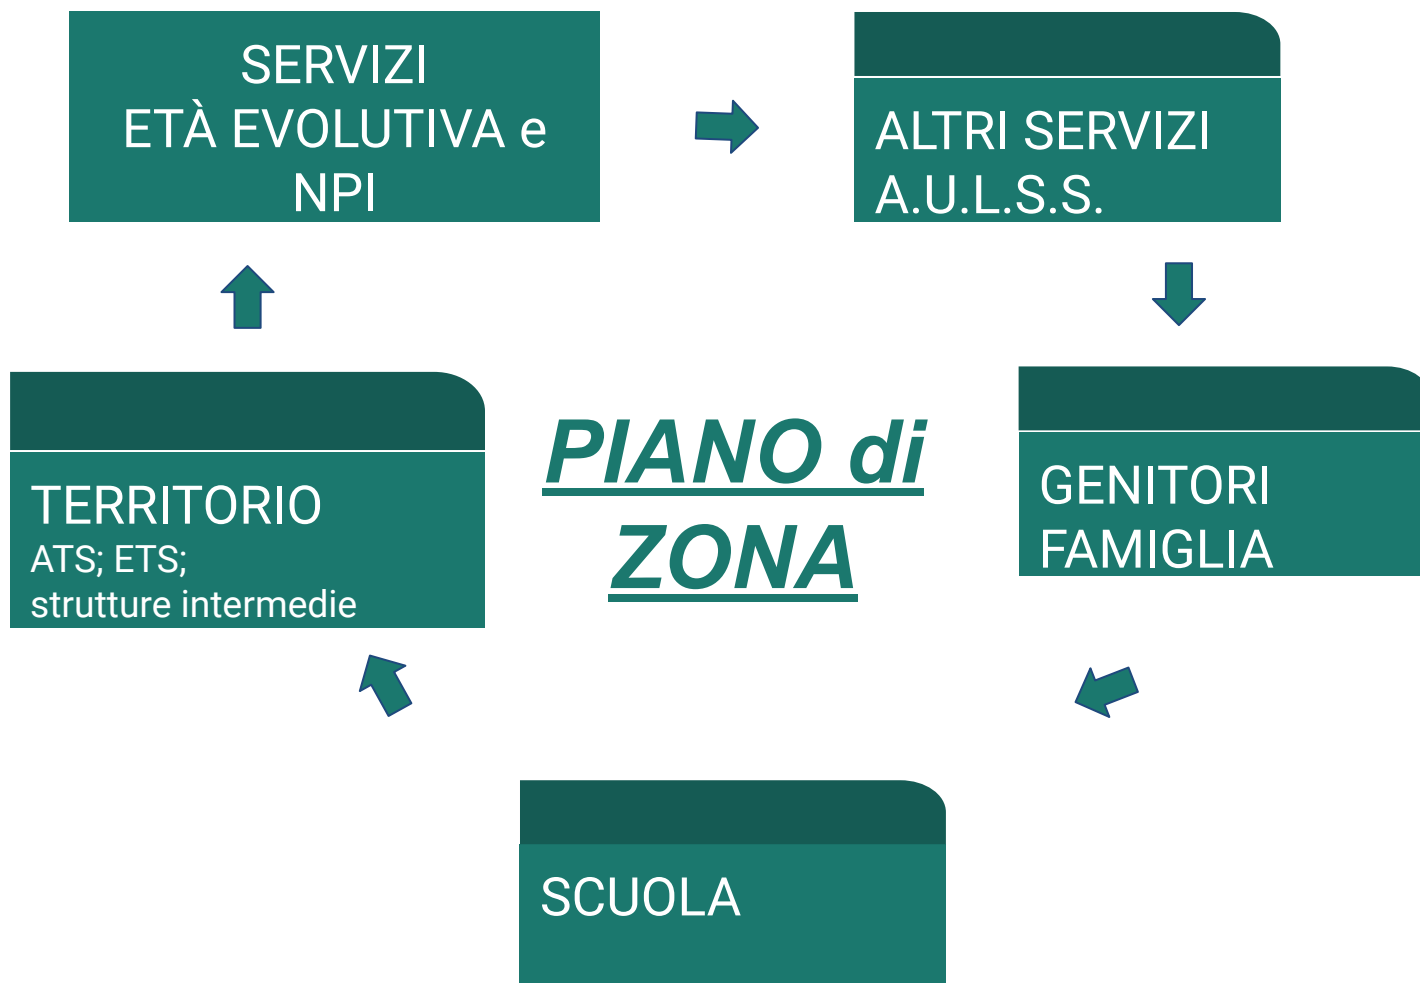 SERVIZI
ETÀ EVOLUTIVA e
NPI
ALTRI SERVIZI
A.U.L.S.S.
TERRITORIO
ATS; ETS;
strutture intermedie
PIANO di
ZONA
GENITORI
FAMIGLIA
SCUOLA